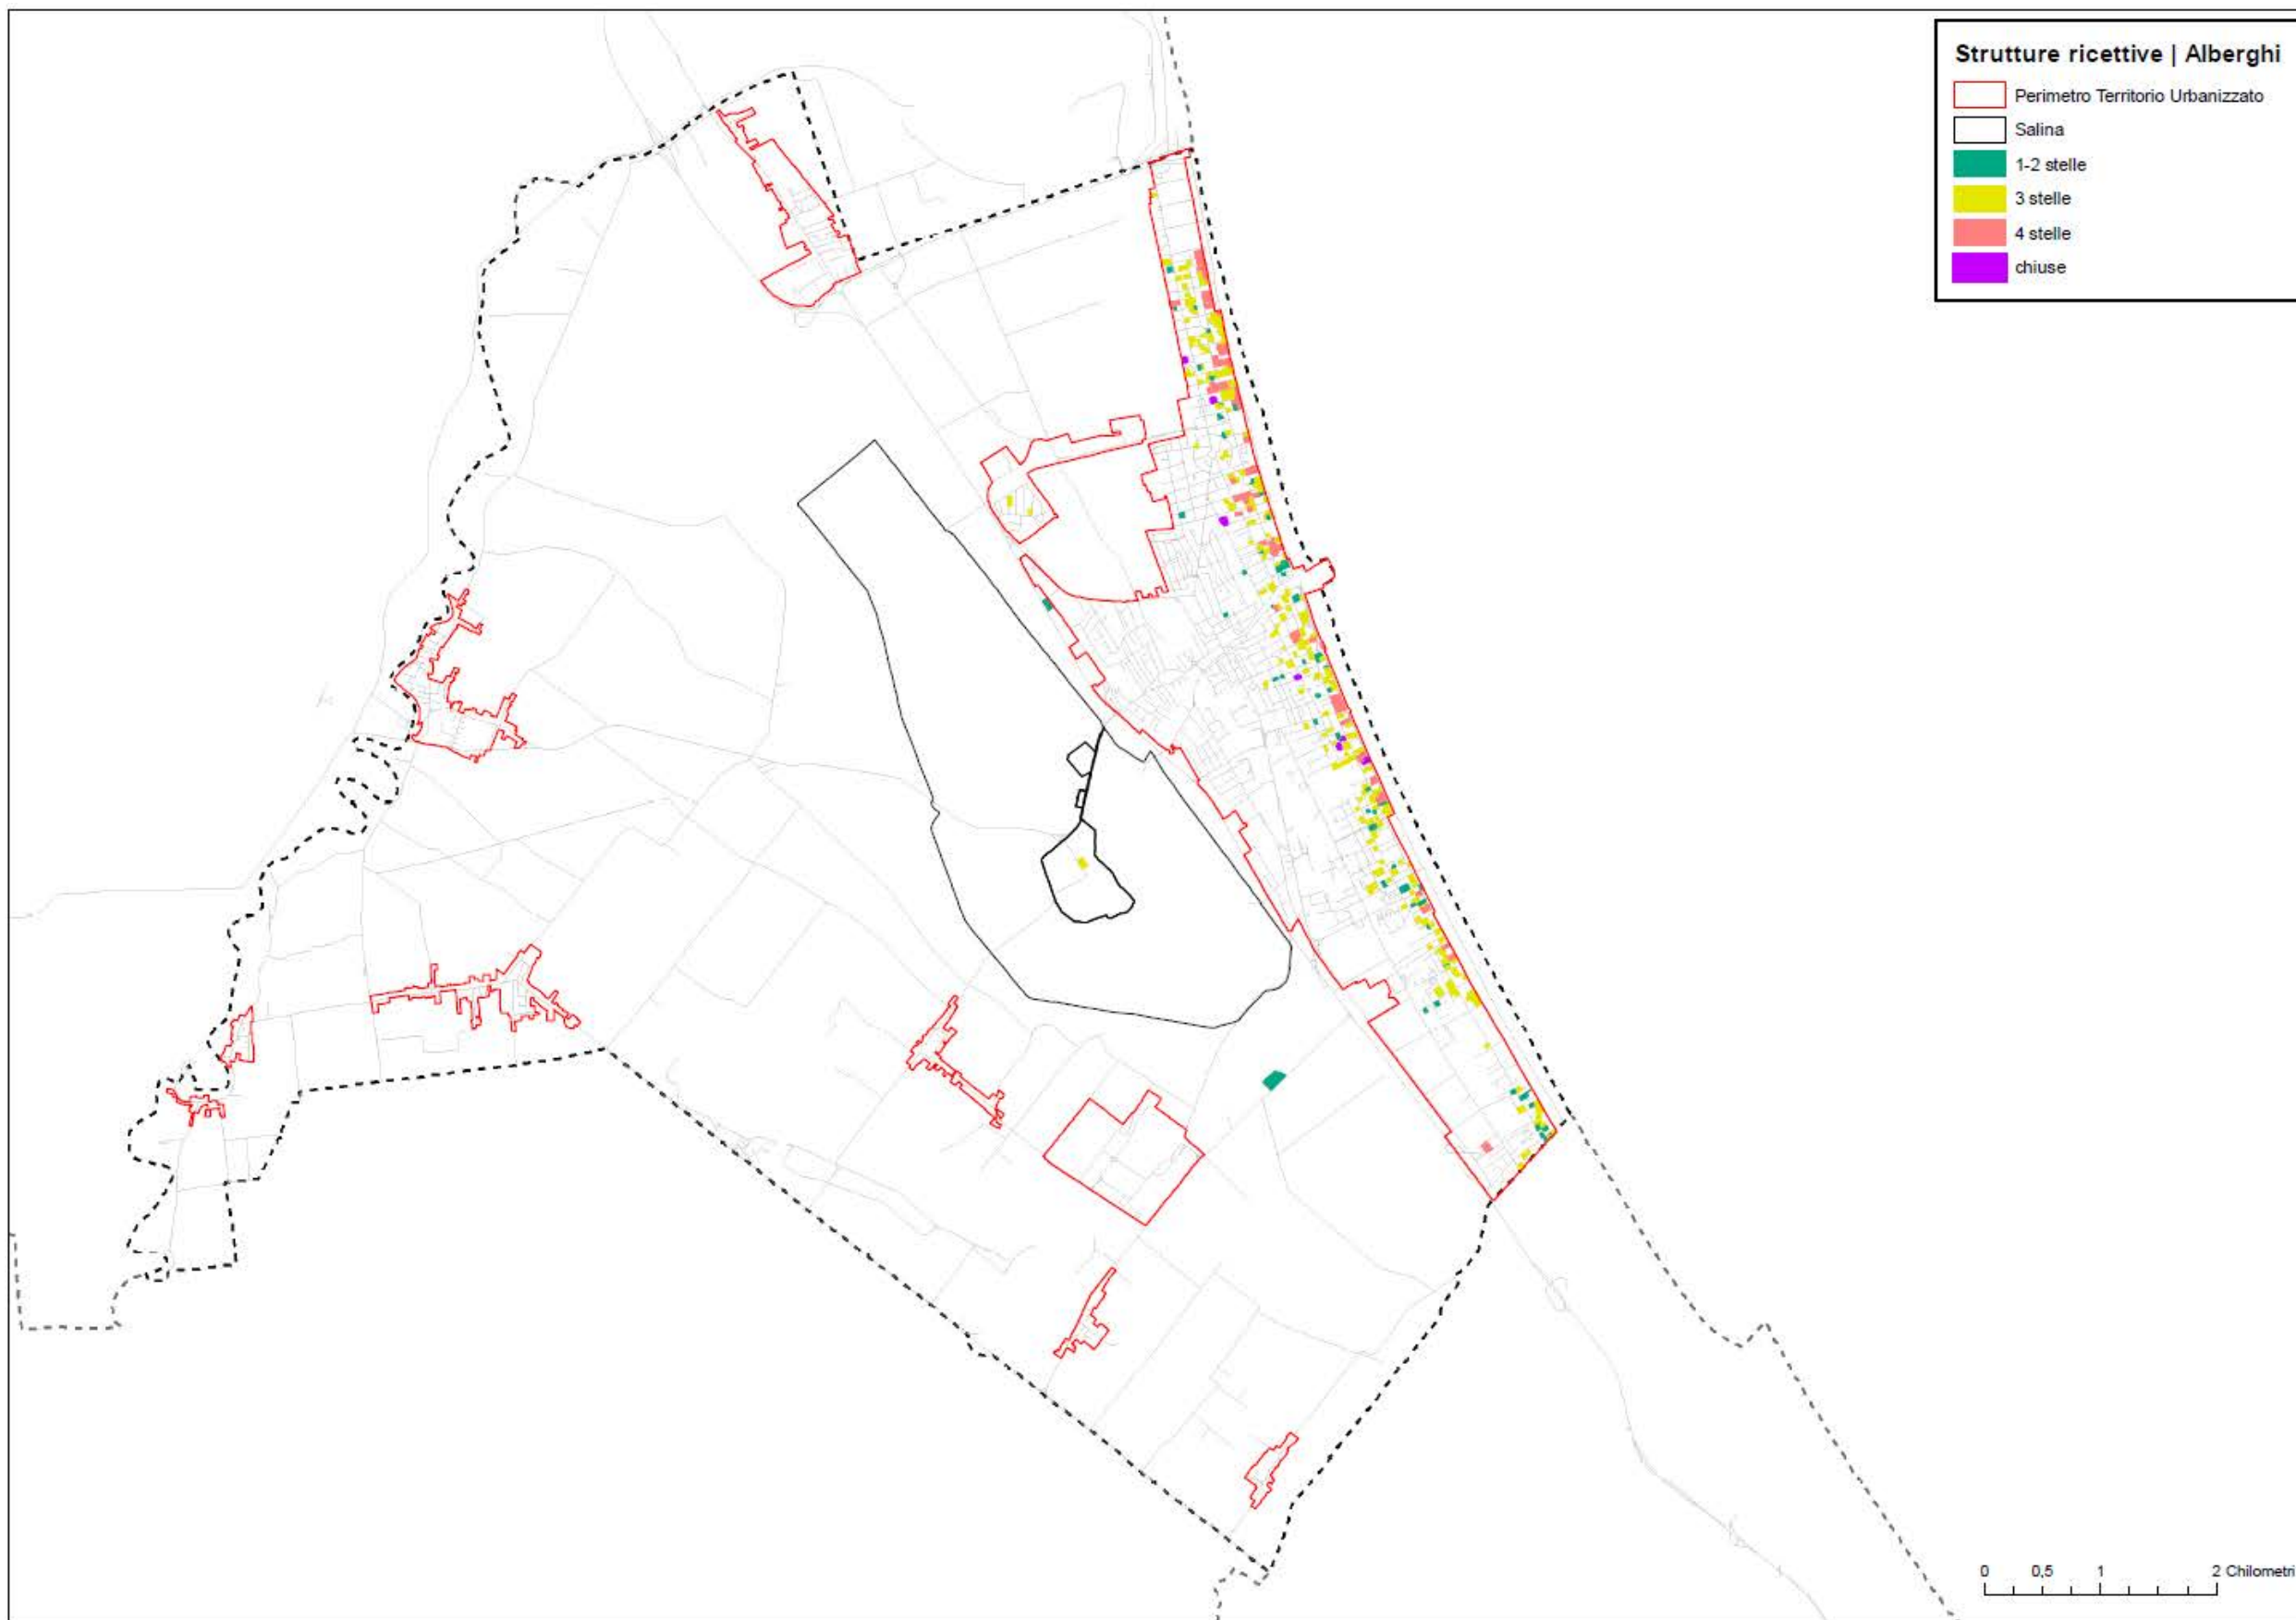 Strutture ricettive | Alberghi
Perimetro Territorio Urbanizzato
Salina
1-2 stelle
3 stelle
4 stelle
chiuse
0 0,5 1 2 Chilometri